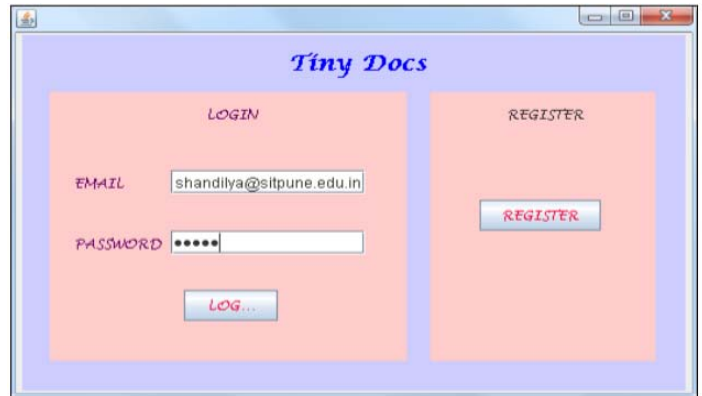 Tiny Docs
LOGIN
EMAIL shandilya@sitpune.edu.in
PASSWORD •••••
LOG...
REGISTER
REGISTER